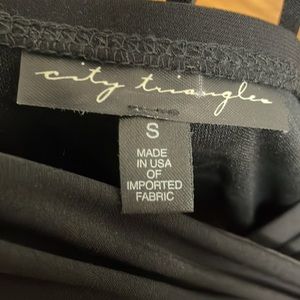 city triangles
S
MADE
IN USA
OF
IMPORTED
FABRIC